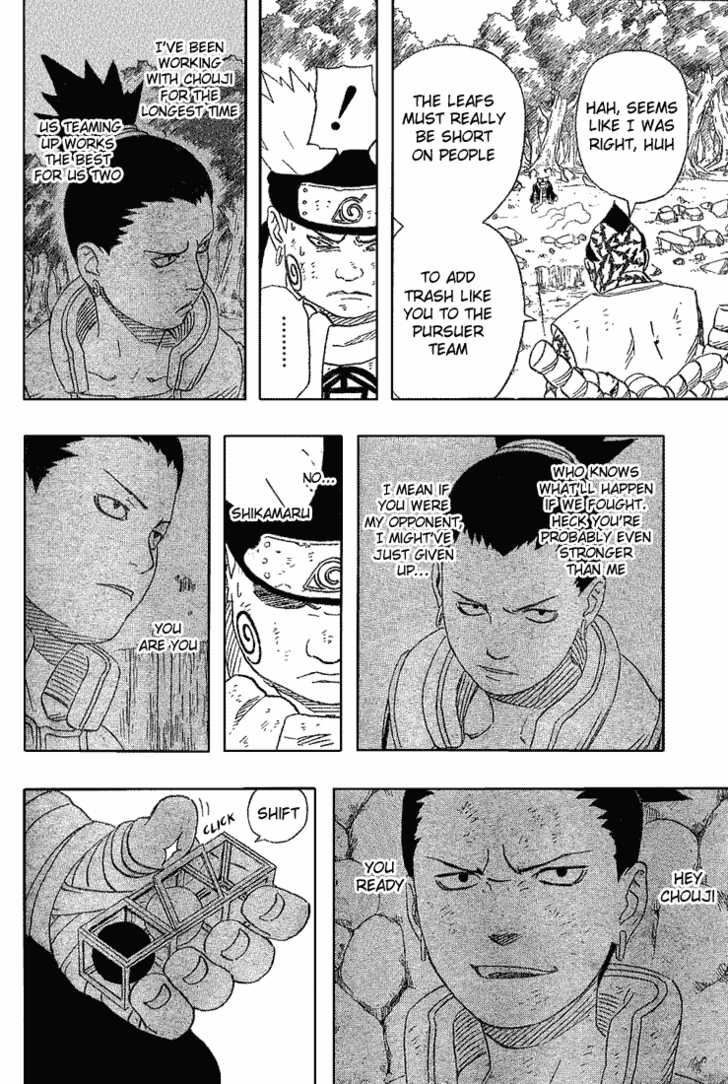 HAH, SEEMS
LIKE I WAS
RIGHT, HUH
THE LEAFS
MUST REALLY
BE SHORT
ON PEOPLE
TO ADD
TRASH LIKE
YOU TO THE
PURSUER
TEAM
!
.........
I'VE BEEN
WORKING
WITH CHOUJI
FOR THE
LONGEST TIME
US TEAMING
UP WORKS
THE BEST
FOR US TWO
WHO KNOWS
WHAT'LL HAPPEN
IF WE FOUGHT.
HECK YOU'RE
PROBABLY EVEN
STRONGER
THAN ME
I MEAN IF
YOU WERE
MY OPPONENT,
I MIGHT'VE
JUST GIVEN
UP...
NO...
SHIKAMARU
YOU
ARE YOU
HEY
CHOUJI
YOU
READY
SHIFT
CLICK